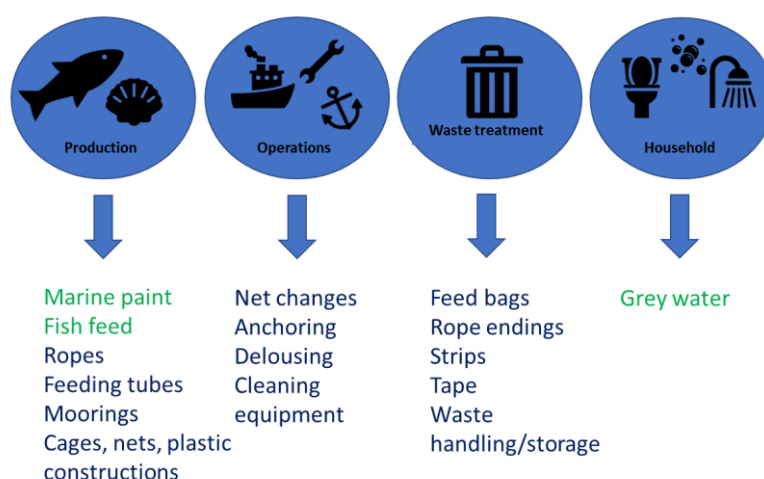 Production
Operations
Waste treatment
Household
Marine paint
Fish feed
Ropes
Feeding tubes
Moorings
Cages, nets, plastic
constructions
Net changes
Anchoring
Delousing
Cleaning
equipment
Feed bags
Rope endings
Strips
Tape
Waste
handling/storage
Grey water